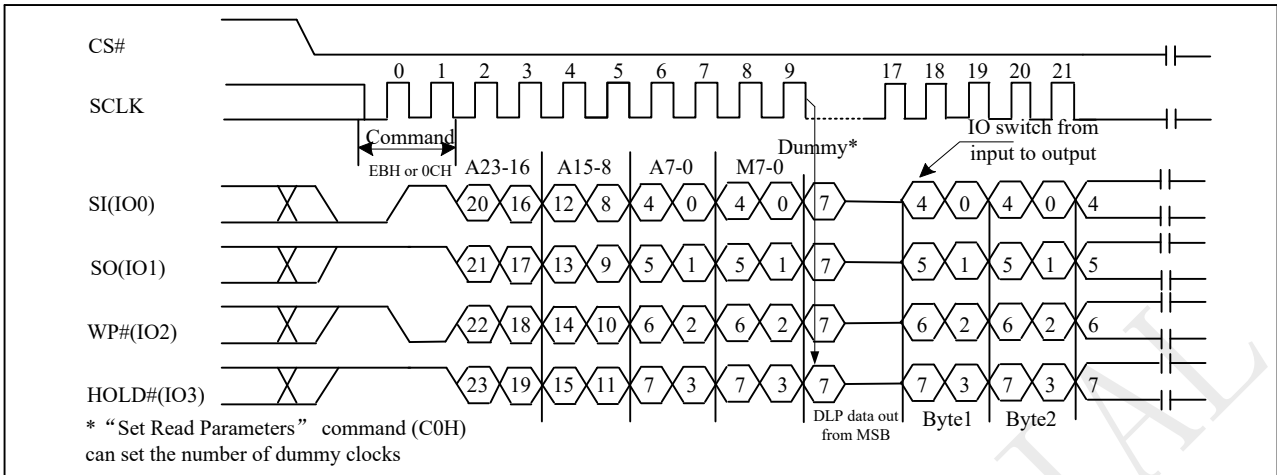 CS#
0 1 2 3 4 5 6 7 8 9 17 18 19 20 21
SCLK
Command
Dummy*
IO switch from
input to output
EBH or 0CH
A23-16 A15-8 A7-0 M7-0
SI(IO0) 20 16 12 8 4 0 4 0 7 4 0 4 0 4
SO(IO1) 21 17 13 9 5 1 5 1 7 5 1 5 1 5
WP#(IO2) 22 18 14 10 6 2 6 2 7 6 2 6 2 6
HOLD#(IO3) 23 19 15 11 7 3 7 3 7 7 3 7 3 7
DLP data out
from MSB
Byte1 Byte2
* “Set Read Parameters” command (C0H)
can set the number of dummy clocks